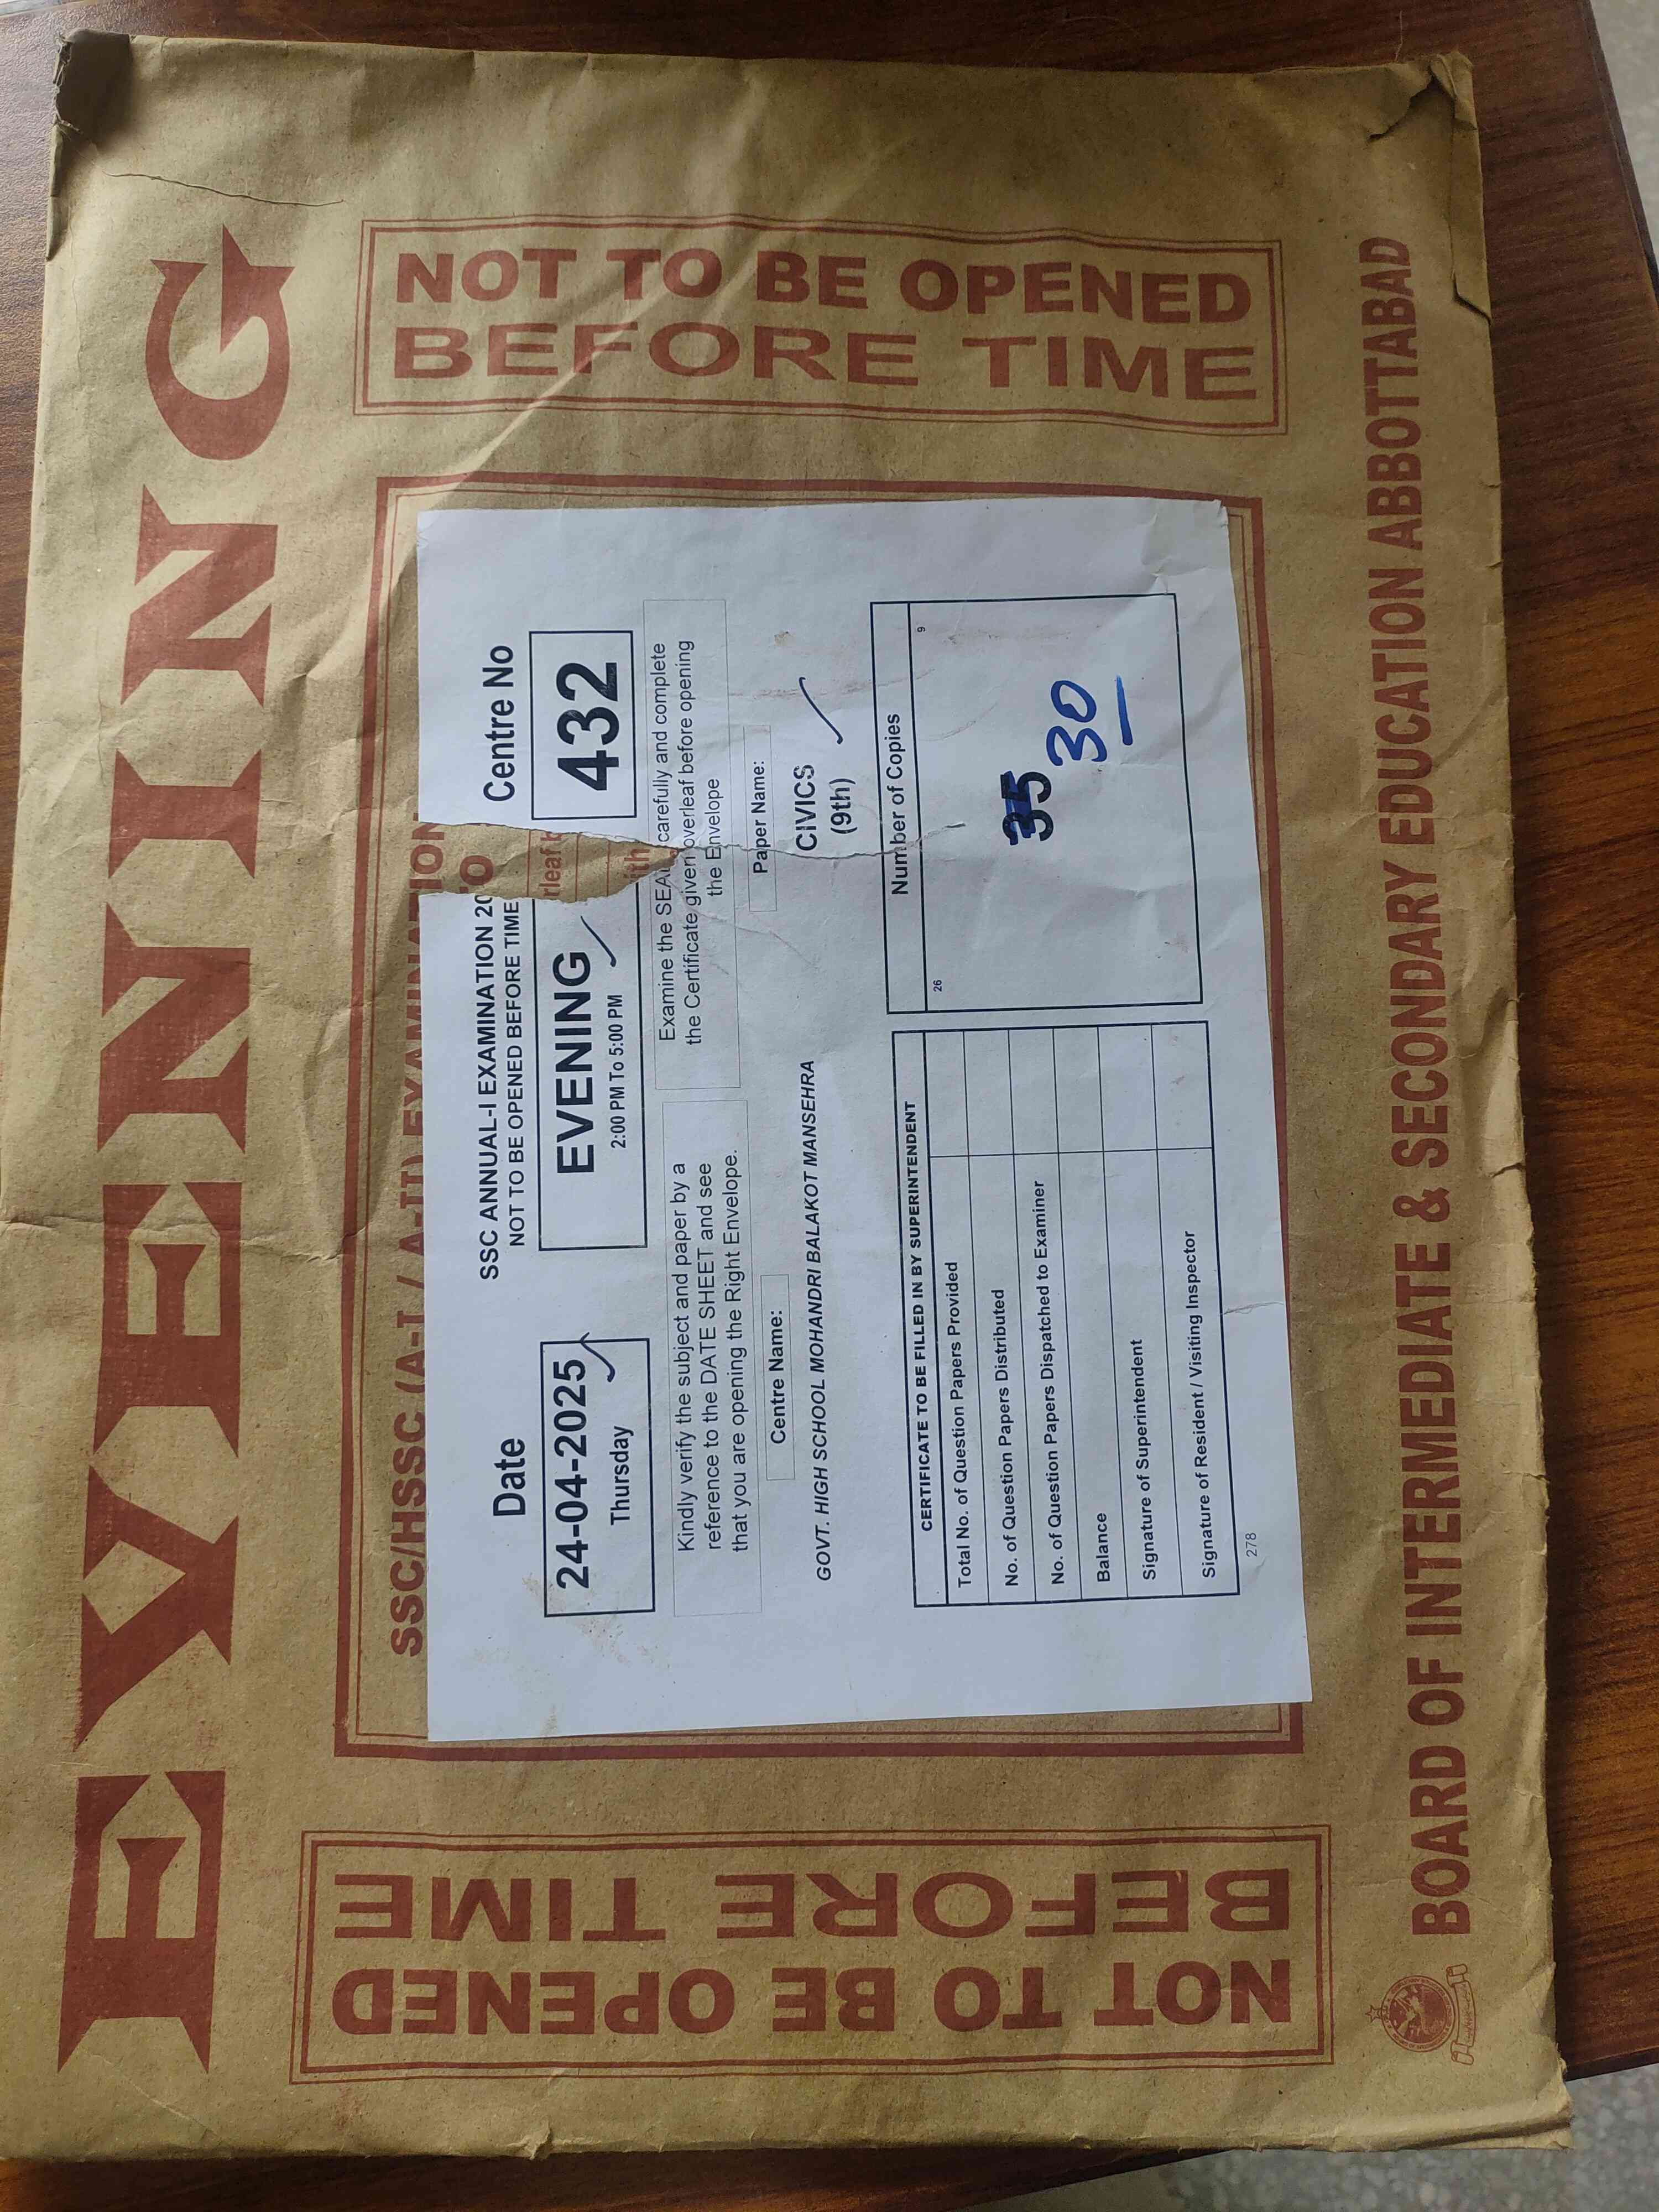 EVENING
NOT TO BE OPENED
BEFORE TIME
SSC/HSSC (A-I / A-II) EXAMINATION
TO
rleaf
ith
Date
24-04-2025
Thursday
SSC ANNUAL-I EXAMINATION 20
NOT TO BE OPENED BEFORE TIME
EVENING
2:00 PM To 5:00 PM
Centre No
432
Kindly verify the subject and paper by a
reference to the DATE SHEET and see
that you are opening the Right Envelope.
Examine the SEAL carefully and complete
the Certificate given overleaf before opening
the Envelope
Centre Name:
GOVT. HIGH SCHOOL MOHANDRI BALAKOT MANSEHRA
Paper Name:
CIVICS
(9th)
CERTIFICATE TO BE FILLED IN BY SUPERINTENDENT
Total No. of Question Papers Provided
No. of Question Papers Distributed
No. of Question Papers Dispatched to Examiner
Balance
Signature of Superintendent
Signature of Resident / Visiting Inspector
278
Number of Copies
26
9
35
30
NOT TO BE OPENED
BEFORE TIME
BOARD OF INTERMEDIATE & SECONDARY EDUCATION ABBOTTABAD